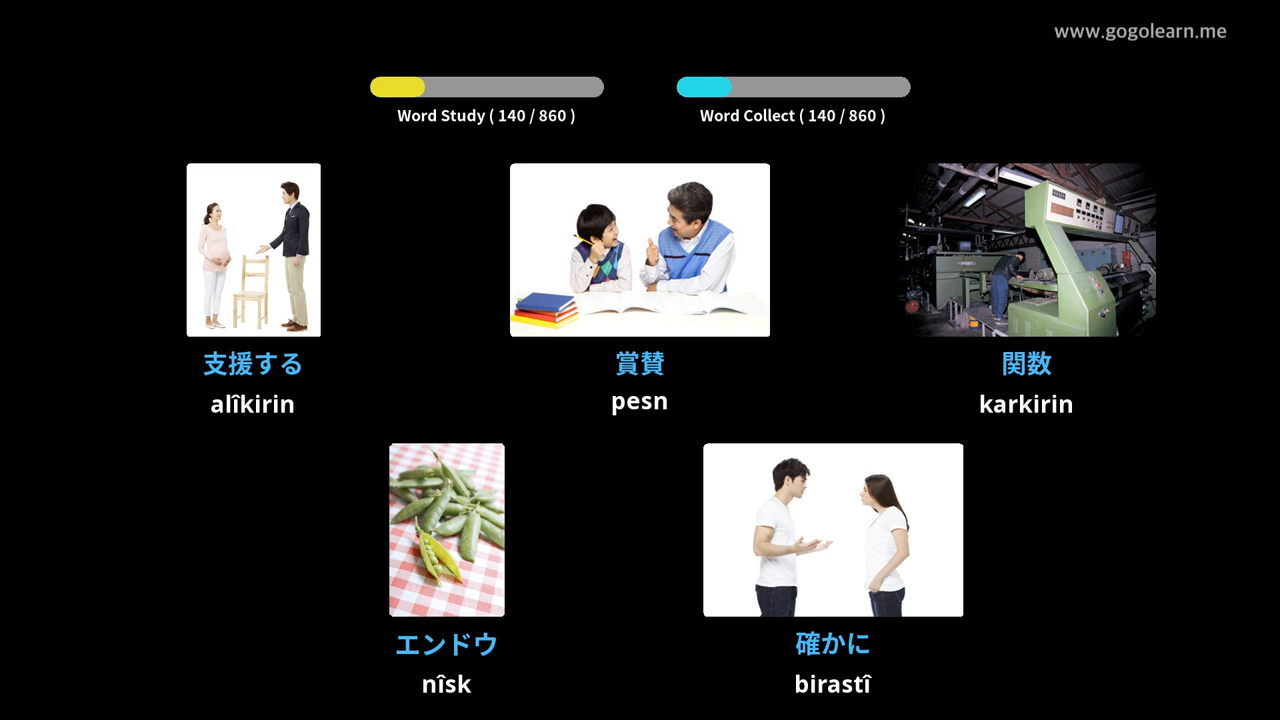 www.gogolearn.me
Word Study ( 140 / 860 )
Word Collect ( 140 / 860 )
支援する
alîkirin
賞賛
pesn
関数
karkirin
エンドウ
nîsk
確かに
birastî